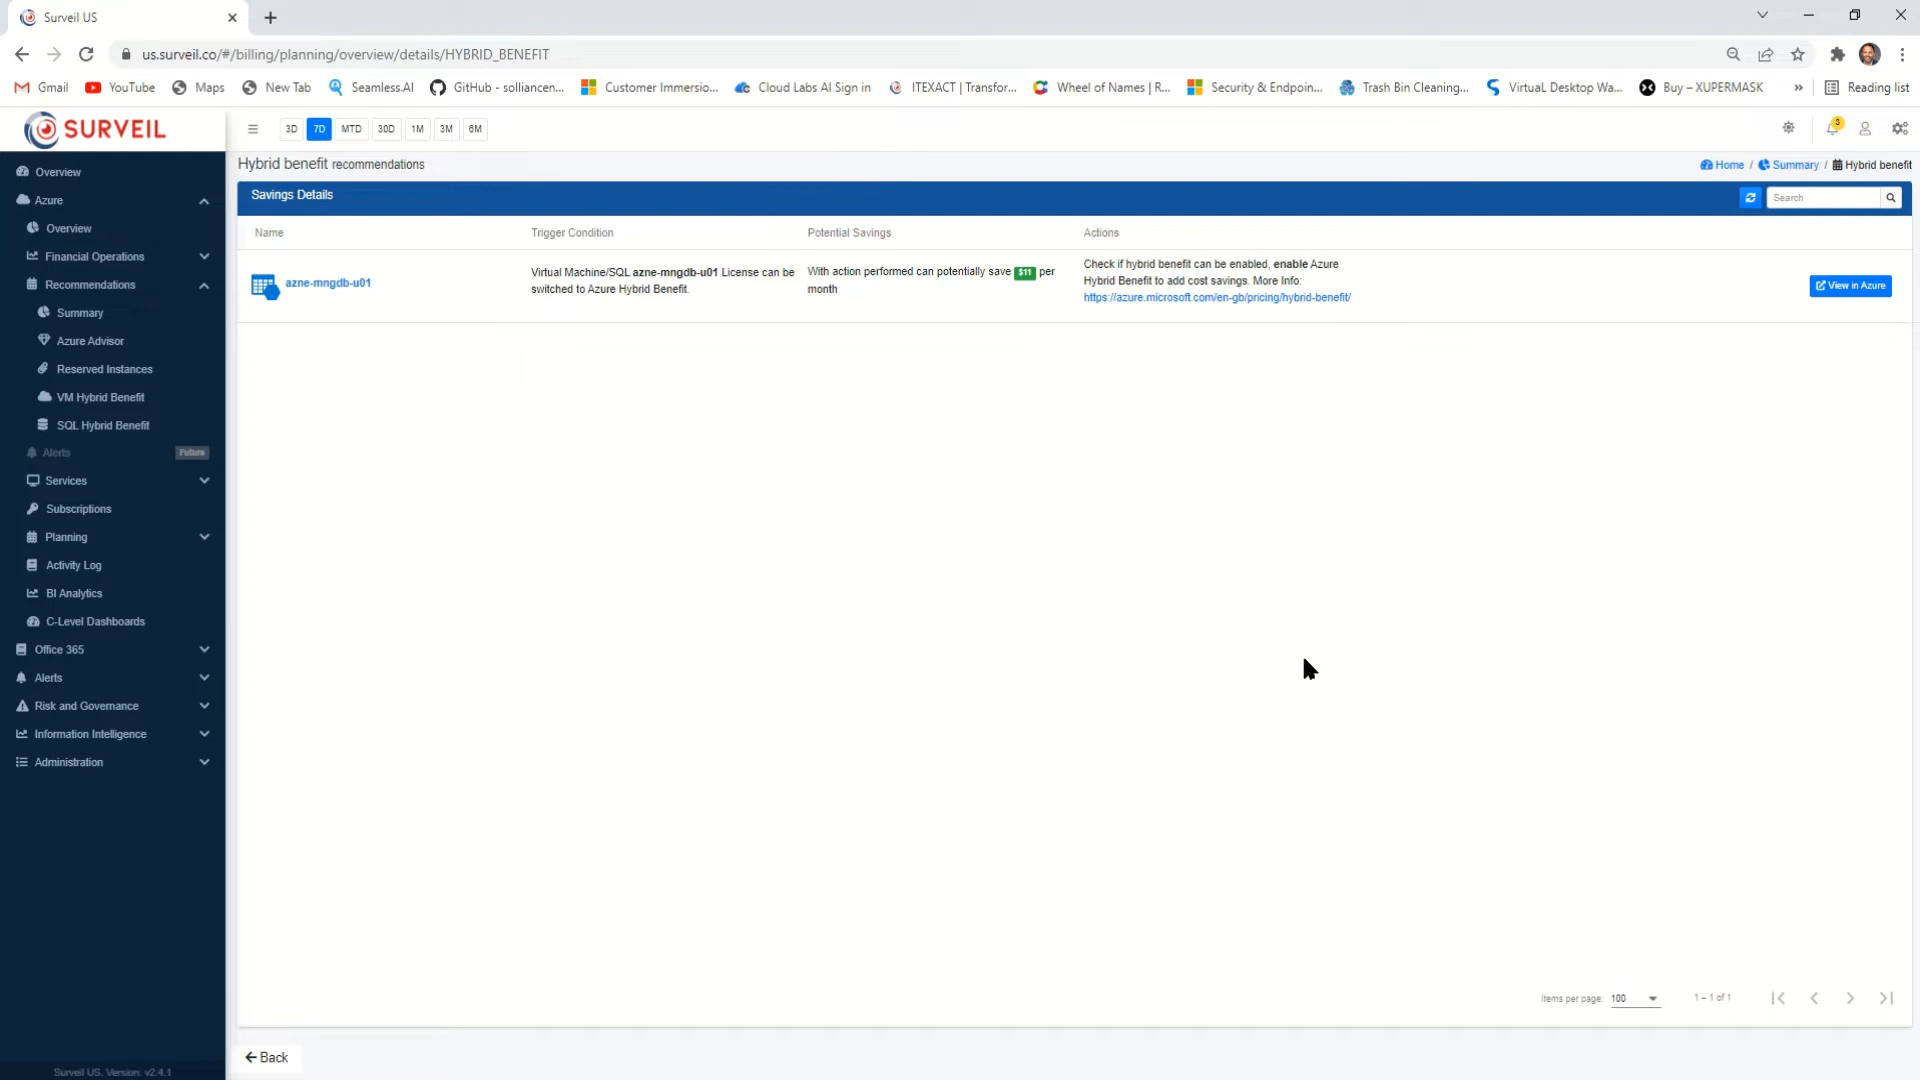 Surveil US
us.surveil.co/#/billing/planning/overview/details/HYBRID_BENEFIT
Gmail YouTube Maps New Tab Seamless.AI GitHub - solliancen... Customer Immersio... Cloud Labs AI Sign in ITEXACT | Transfor... Wheel of Names | R... Security & Endpoin... Trash Bin Cleaning,... VirtuaL Desktop Wa... Buy – XUPERMASK » Reading list
SURVEIL
3D 7D MTD 30D 1M 3M 6M
3
Hybrid benefit recommendations
Home / Summary / Hybrid benefit
Overview
Azure
Overview
Financial Operations
Recommendations
Summary
Azure Advisor
Reserved Instances
VM Hybrid Benefit
SQL Hybrid Benefit
Alerts Future
Services
Subscriptions
Planning
Activity Log
BI Analytics
C-Level Dashboards
Office 365
Alerts
Risk and Governance
Information Intelligence
Administration
Surveil US. Version: v2.4.1
Savings Details
Search
Name Trigger Condition Potential Savings Actions
azne-mngdb-u01
Virtual Machine/SQL azne-mngdb-u01 License can be
switched to Azure Hybrid Benefit.
With action performed can potentially save $11 per
month
Check if hybrid benefit can be enabled, enable Azure
Hybrid Benefit to add cost savings. More Info:
https://azure.microsoft.com/en-gb/pricing/hybrid-benefit/
View in Azure
Items per page: 100 1 – 1 of 1
Back